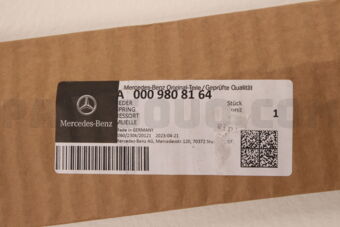 Mercedes-Benz Original-Teile/Geprüfte Qualität
A 000 980 81 64
FEDER
SPRING
RESSORT
MUELLE
Stück
1
Mercedes-Benz
Made in GERMANY
2023-04-21
Mercedes-Benz AG, Mercedesstr. 120, 70372 Stu